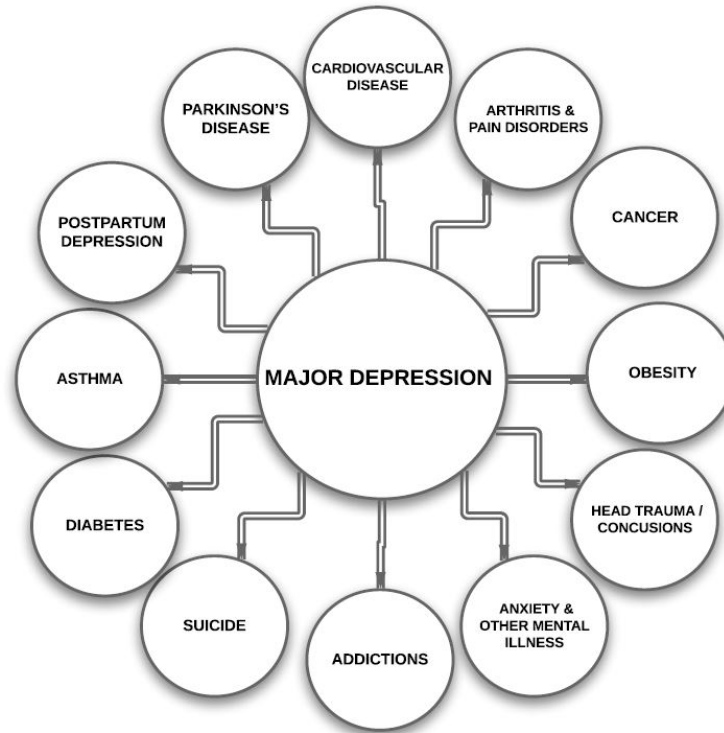 CARDIOVASCULAR
DISEASE
ARTHRITIS &
PAIN DISORDERS
CANCER
OBESITY
HEAD TRAUMA /
CONCUSIONS
ANXIETY &
OTHER MENTAL
ILLNESS
ADDICTIONS
SUICIDE
DIABETES
ASTHMA
POSTPARTUM
DEPRESSION
PARKINSON'S
DISEASE
MAJOR DEPRESSION